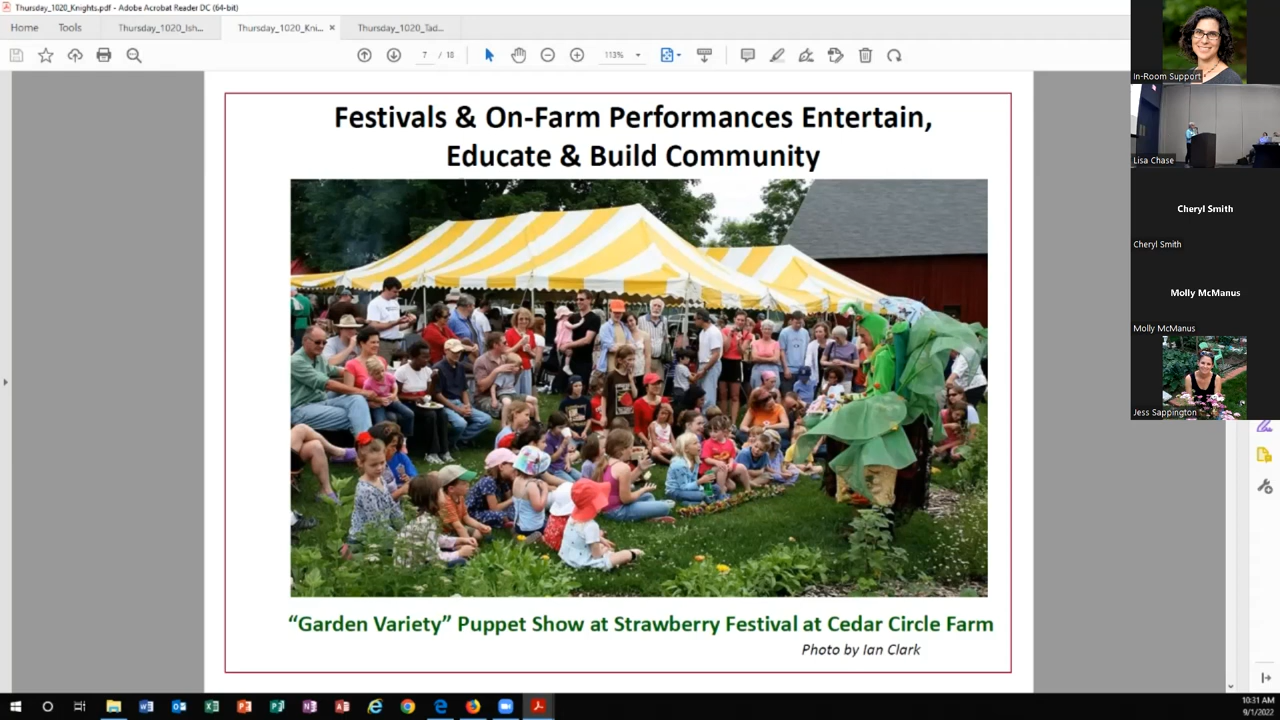 Thursday_1020_Knights.pdf - Adobe Acrobat Reader DC (64-bit)
Home
Tools
Thursday_1020_Ish...
Thursday_1020_Kni...
Thursday_1020_Tad...
7 / 18
113%
Festivals & On-Farm Performances Entertain,
Educate & Build Community
“Garden Variety” Puppet Show at Strawberry Festival at Cedar Circle Farm
Photo by Ian Clark
In-Room Support
Lisa Chase
Cheryl Smith
Cheryl Smith
Molly McManus
Molly McManus
Jess Sappington
10:31 AM
9/1/2022